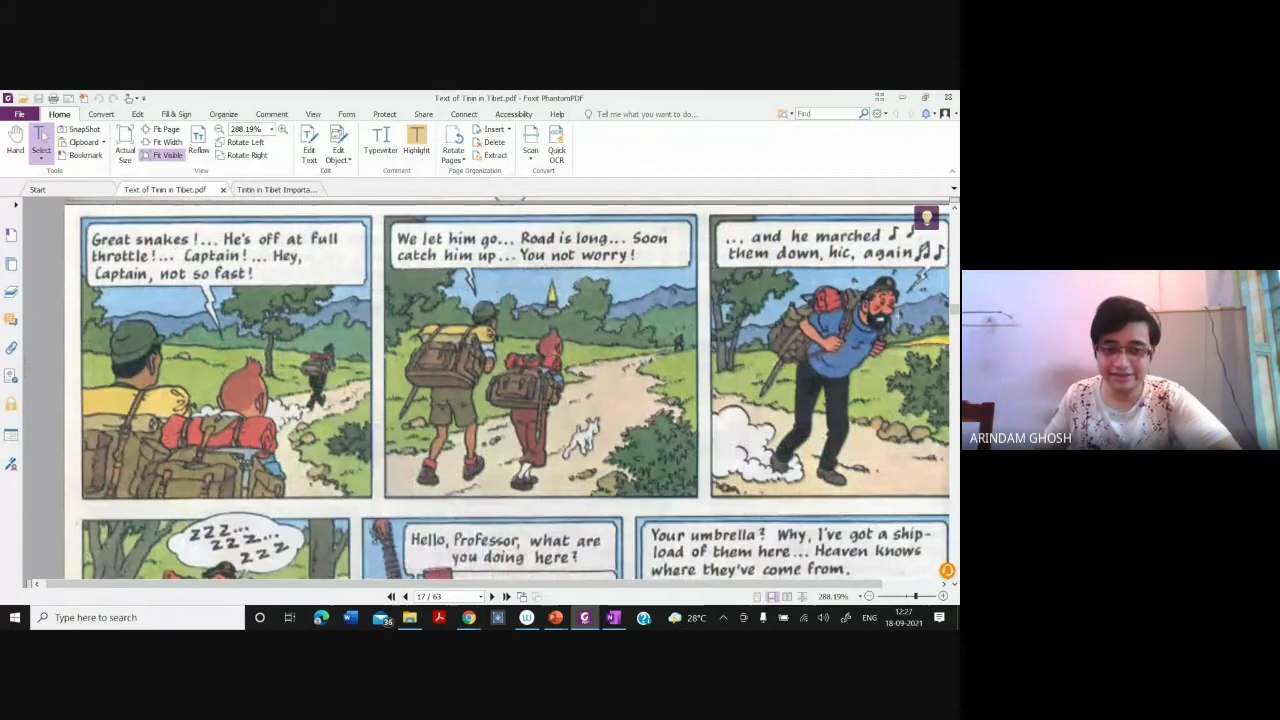 Text of Tinin in Tibet.pdf - Foxit PhantomPDF
File Home Convert Edit Fill & Sign Organize Comment View Form Protect Share Connect Accessibility Help Tell me what you want to do... Find
Hand Select SnapShot Clipboard Bookmark Actual Size Fit Page Fit Width Fit Visible Reflow 288.19% Rotate Left Rotate Right Edit Text Edit Object Typewriter Highlight Rotate Pages Insert Delete Extract Scan Quick OCR
Tools View Edit Comment Page Organization Convert
Start Text of Tinin in Tibet.pdf Tintin in Tibet Importa...
Great snakes !... He's off at full
throttle!... Captain!... Hey,
Captain, not so fast!
We let him go... Road is long... Soon
catch him up... You not worry!
... and he marched
them down, hic, again
ZZZ...
ZZZ...
ZZZ
Hello, Professor, what are
you doing here?
Your umbrella? Why, I've got a ship-
load of them here... Heaven knows
where they've come from.
ARINDAM GHOSH
17 / 63 288.19%
Type here to search 36 28°C ENG 12:27
18-09-2021